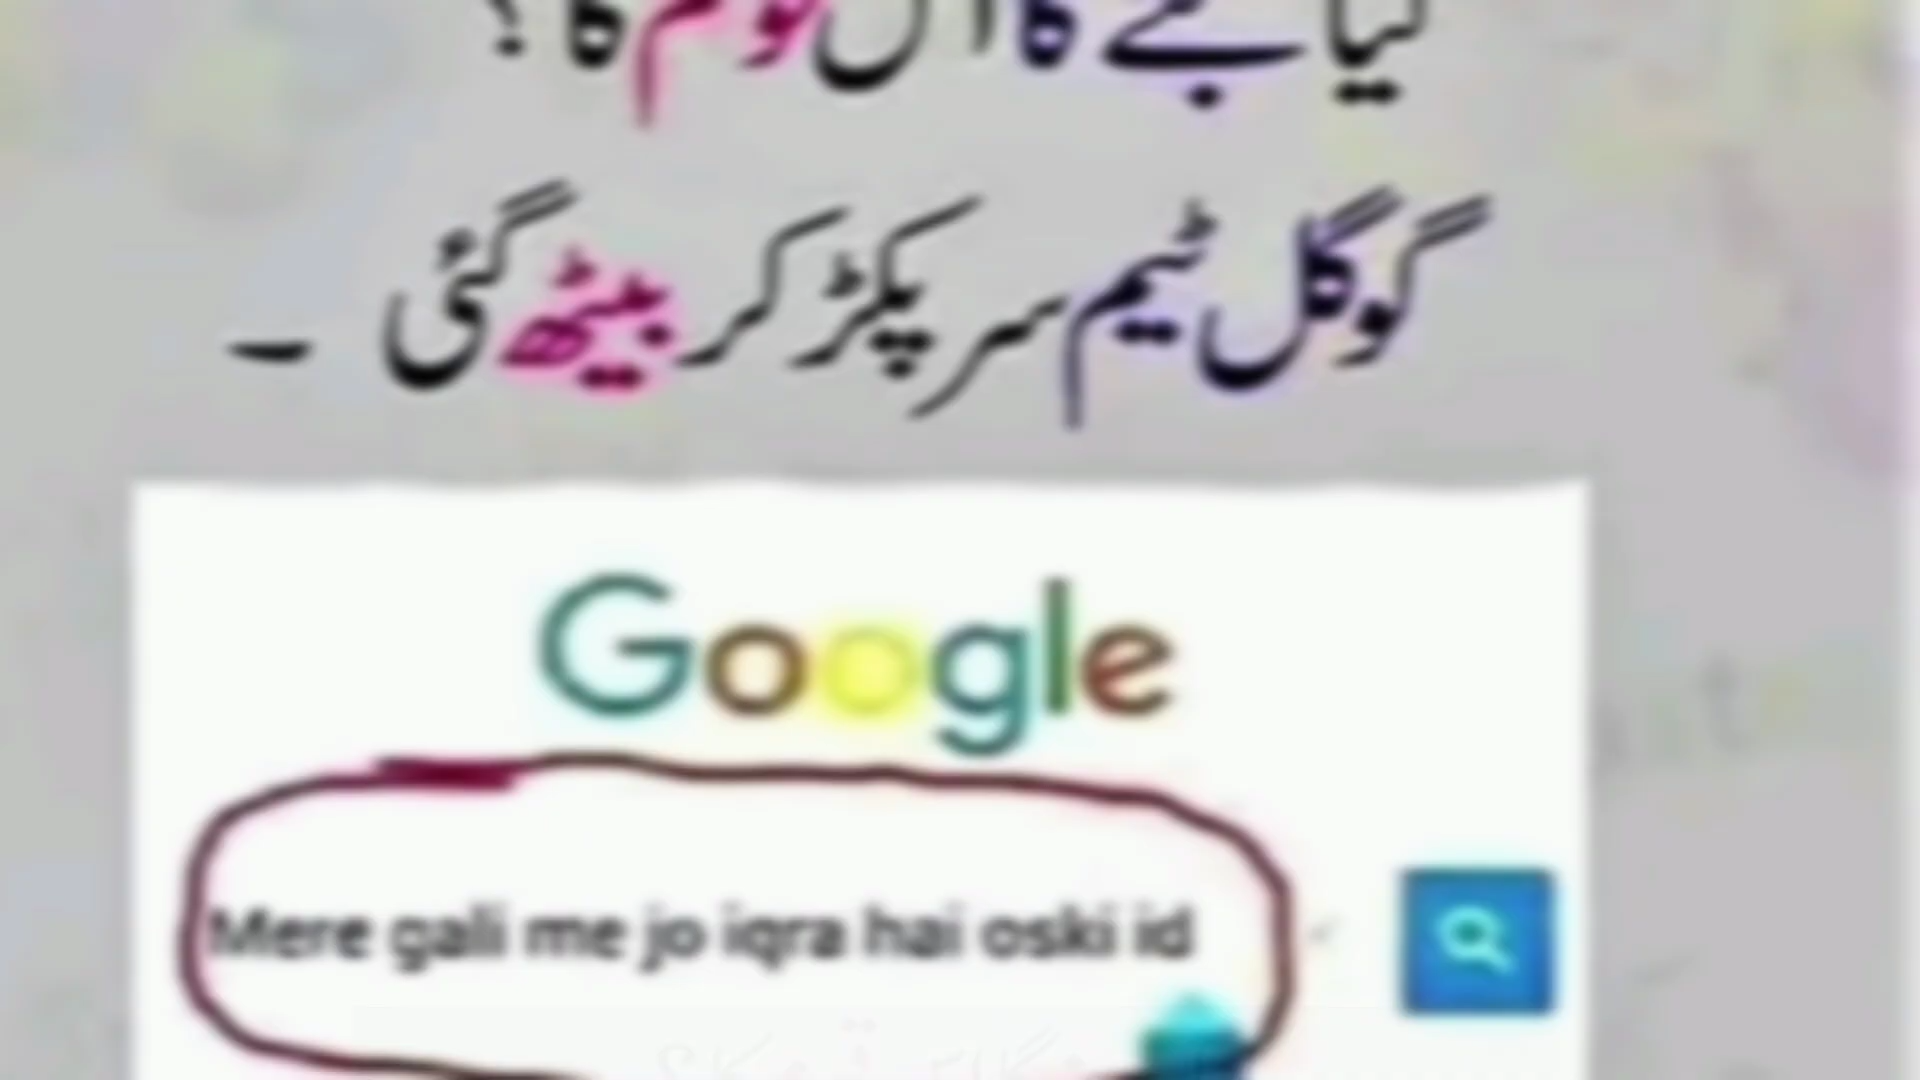 کیا بنے گا اس قوم کا ؟
گوگل ٹیم سر پکڑ کر بیٹھ گئی ۔
Google
Mere gali me jo iqra hai oski id